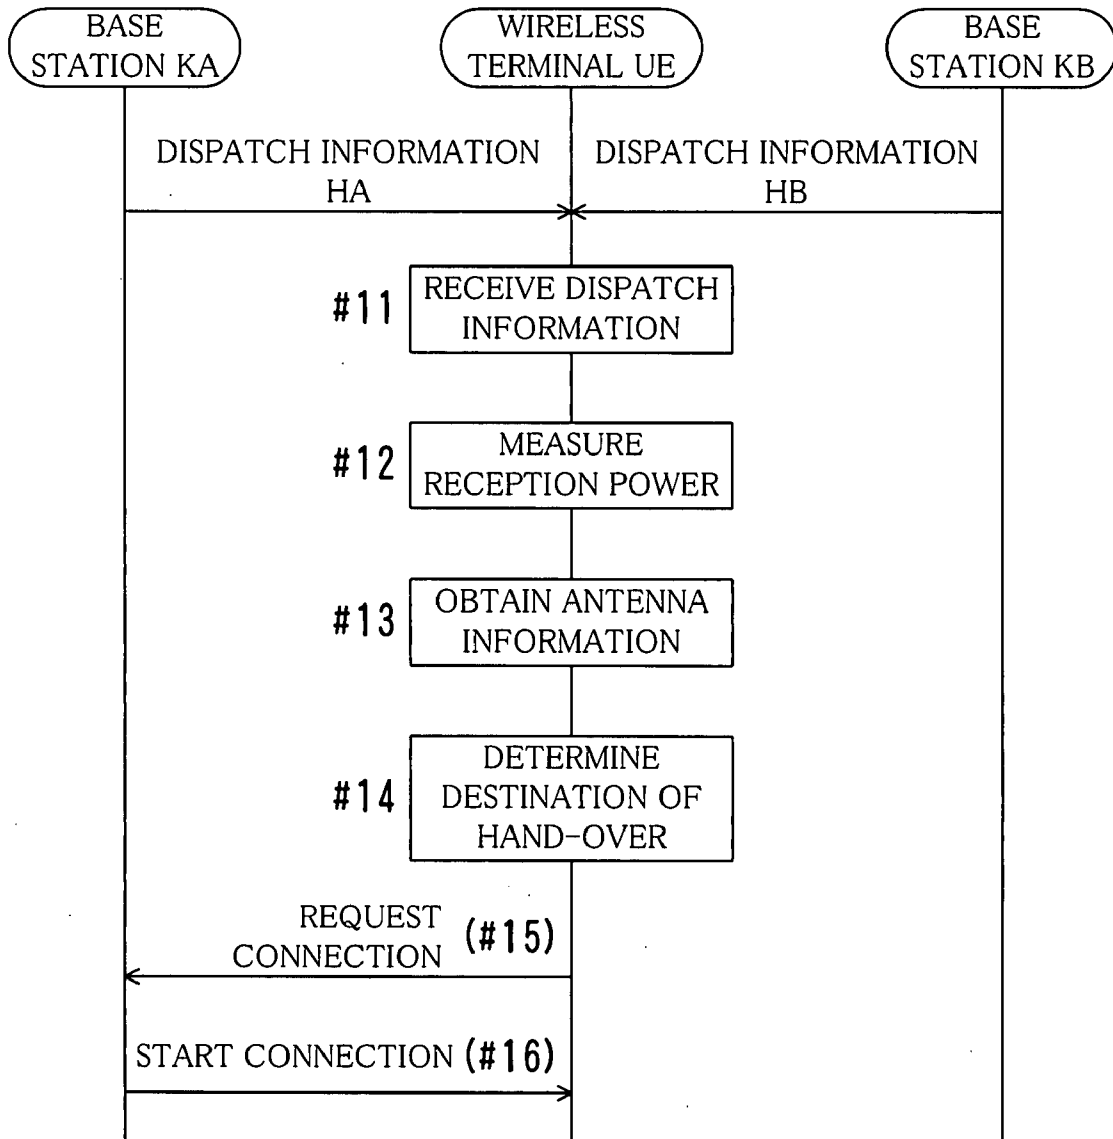 BASE
STATION KA
WIRELESS
TERMINAL UE
BASE
STATION KB
DISPATCH INFORMATION
HA
DISPATCH INFORMATION
HB
#11
RECEIVE DISPATCH
INFORMATION
#12
MEASURE
RECEPTION POWER
#13
OBTAIN ANTENNA
INFORMATION
#14
DETERMINE
DESTINATION OF
HAND-OVER
REQUEST
CONNECTION
(#15)
START CONNECTION (#16)